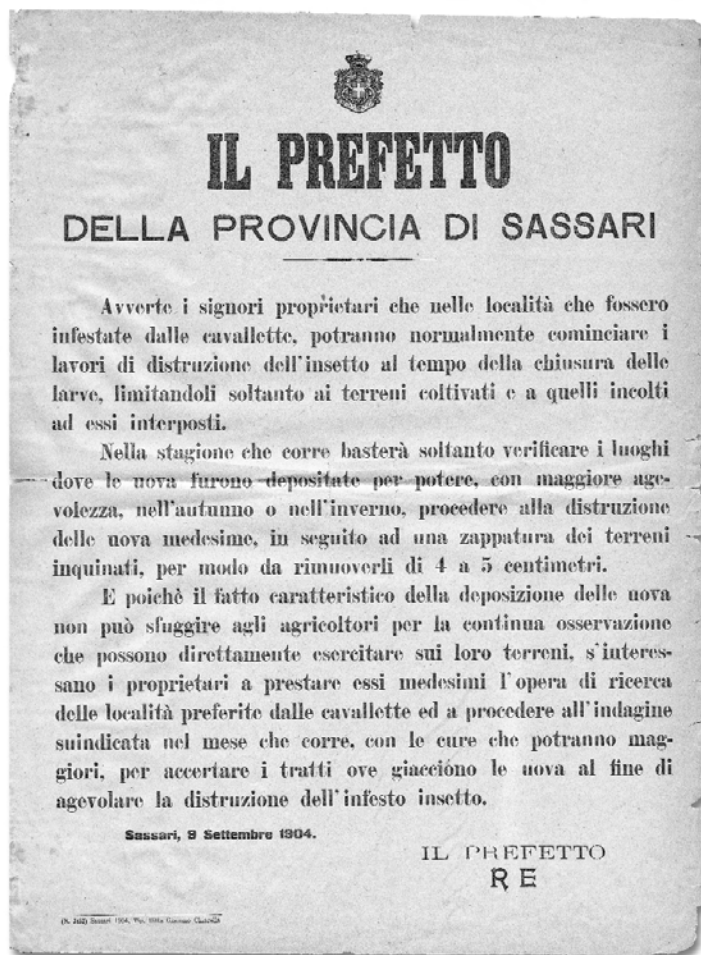 IL PREFETTO
DELLA PROVINCIA DI SASSARI
Avverte i signori proprietari che nelle località che fossero
infestate dalle cavallette, potranno normalmente cominciare i
lavori di distruzione dell'insetto al tempo della chiusura delle
larve, limitandoli soltanto ai terreni coltivati e a quelli incolti
ad essi interposti.
Nella stagione che corre basterà soltanto verificare i luoghi
dove le uova furono depositate per potere, con maggiore age-
volezza, nell'autunno o nell'inverno, procedere alla distruzione
delle uova medesime, in seguito ad una zappatura dei terreni
inquinati, per modo da rimuoverli di 4 a 5 centimetri.
E poichè il fatto caratteristico della deposizione delle uova
non può sfuggire agli agricoltori per la continua osservazione
che possono direttamente esercitare sui loro terreni, s'interes-
sano i proprietari a prestare essi medesimi l'opera di ricerca
delle località preferite dalle cavallette ed a procedere all'indagine
suindicata nel mese che corre, con le cure che potranno mag-
giori, per accertare i tratti ove giacciono le uova al fine di
agevolare la distruzione dell'infesto insetto.
Sassari, 9 Settembre 1904.
IL PREFETTO
RE
Sassari 1904, Tip.